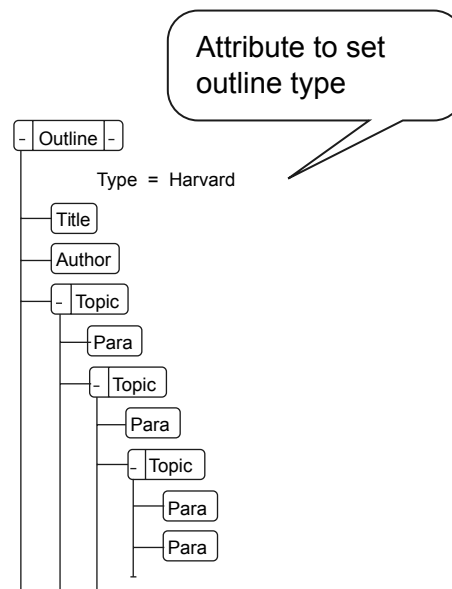 Attribute to set
outline type
- Outline -
Type = Harvard
Title
Author
- Topic
Para
- Topic
Para
- Topic
Para
Para